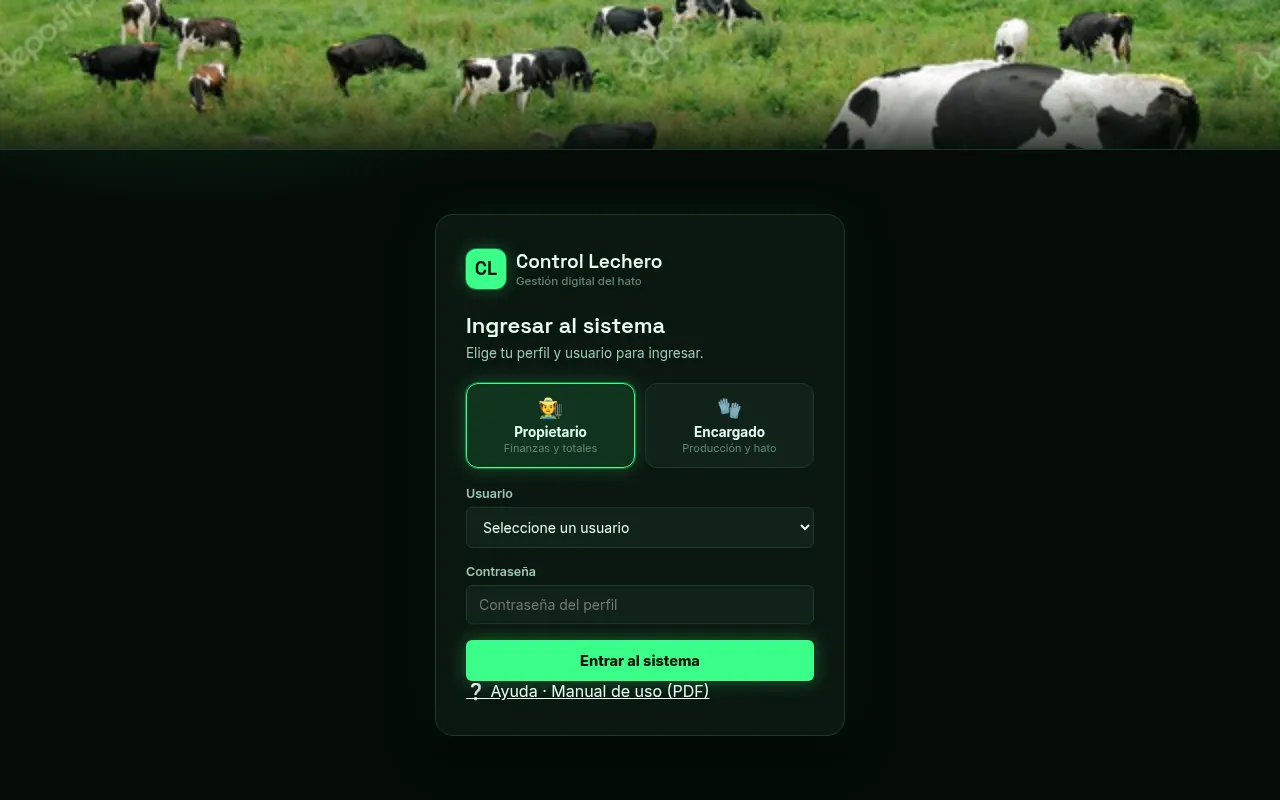 CL
Control Lechero
Gestión digital del hato
Ingresar al sistema
Elige tu perfil y usuario para ingresar.
Propietario
Finanzas y totales
Encargado
Producción y hato
Usuario
Seleccione un usuario
Contraseña
Contraseña del perfil
Entrar al sistema
❔ Ayuda · Manual de uso (PDF)